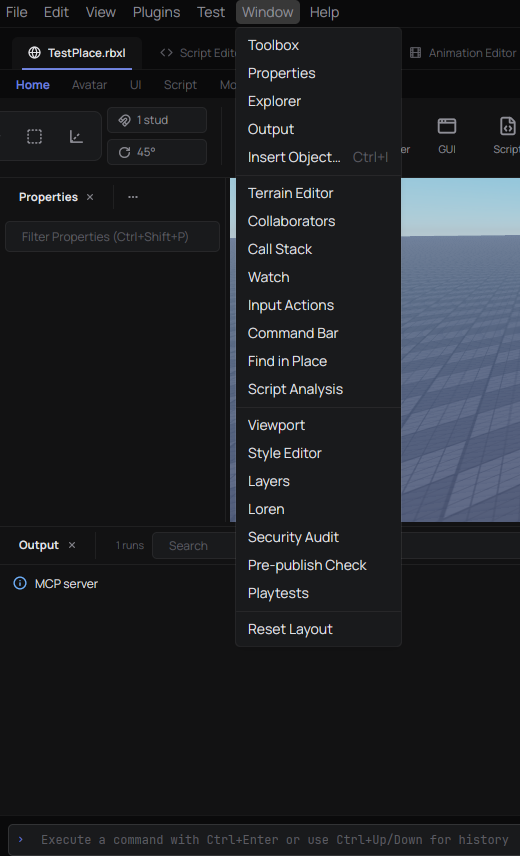 File Edit View Plugins Test Window Help
TestPlace.rbxl Script Animation Editor
Home Avatar UI Script
1 stud
45°
GUI
Properties
Filter Properties (Ctrl+Shift+P)
Toolbox
Properties
Explorer
Output
Insert Object... Ctrl+I
Terrain Editor
Collaborators
Call Stack
Watch
Input Actions
Command Bar
Find in Place
Script Analysis
Viewport
Style Editor
Layers
Loren
Security Audit
Pre-publish Check
Playtests
Reset Layout
Output 1 runs Search
MCP server
> Execute a command with Ctrl+Enter or use Ctrl+Up/Down for history